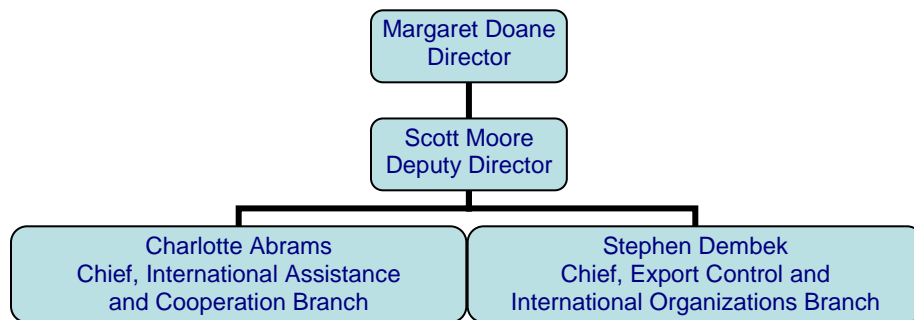 Margaret Doane
Director
Scott Moore
Deputy Director
Charlotte Abrams
Chief, International Assistance
and Cooperation Branch
Stephen Dembek
Chief, Export Control and
International Organizations Branch